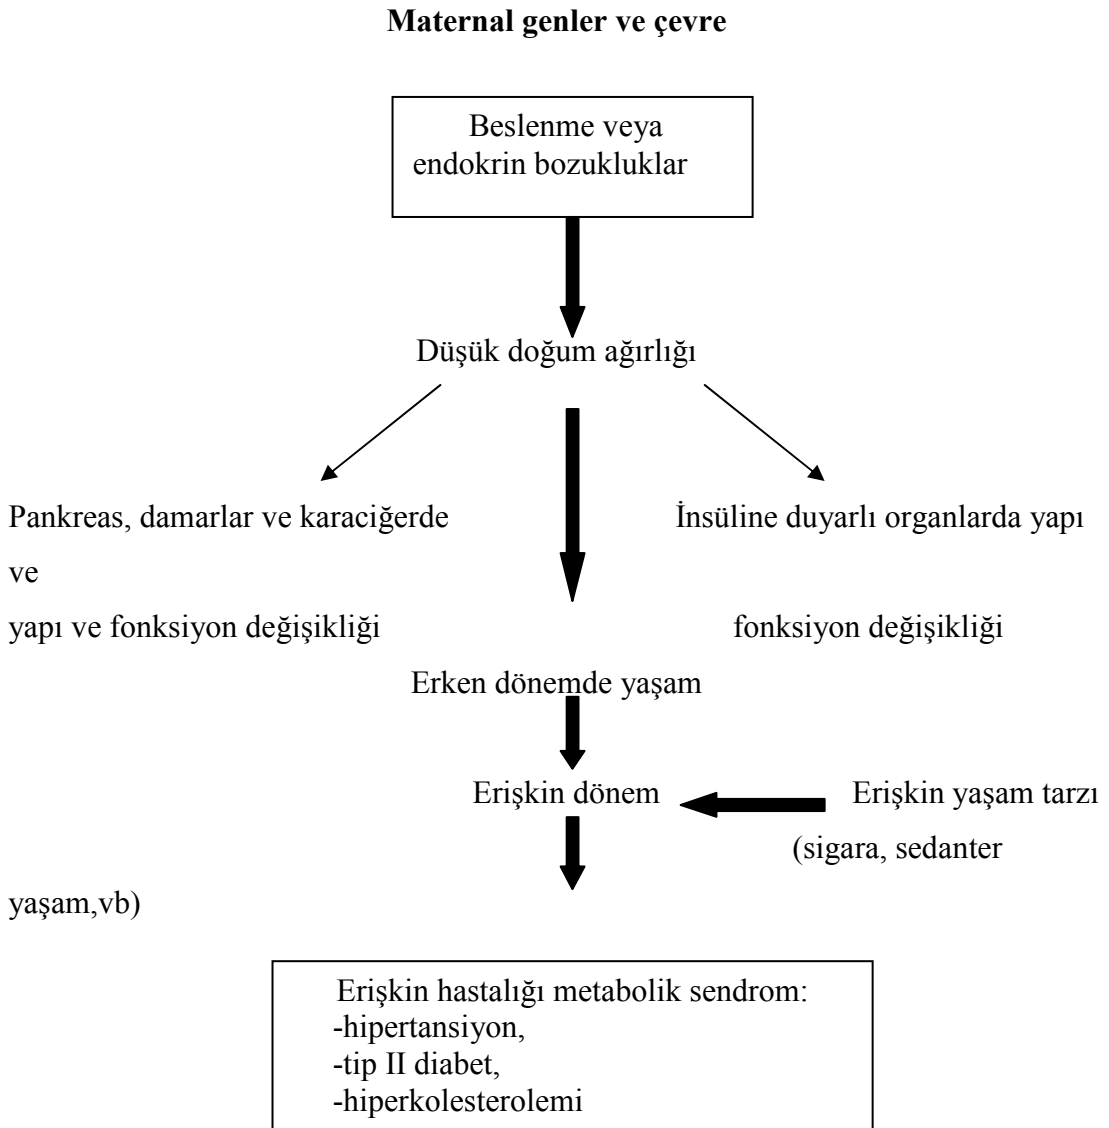 Maternal genler ve çevre
Beslenme veya
endokrin bozukluklar
Düşük doğum ağırlığı
Pankreas, damarlar ve karaciğerde İnsüline duyarlı organlarda yapı
ve
yapı ve fonksiyon değişikliği fonksiyon değişikliği
Erken dönemde yaşam
Erişkin dönem Erişkin yaşam tarzı
(sigara, sedanter
yaşam,vb)
Erişkin hastalığı metabolik sendrom:
-hipertansiyon,
-tip II diabet,
-hiperkolesterolemi